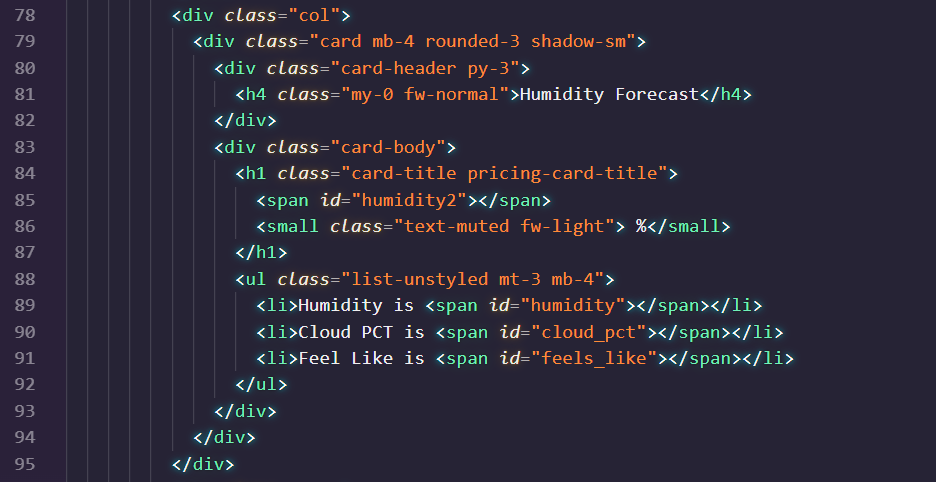 78 <div class="col">
79 <div class="card mb-4 rounded-3 shadow-sm">
80 <div class="card-header py-3">
81 <h4 class="my-0 fw-normal">Humidity Forecast</h4>
82 </div>
83 <div class="card-body">
84 <h1 class="card-title pricing-card-title">
85 <span id="humidity2"></span>
86 <small class="text-muted fw-light"> %</small>
87 </h1>
88 <ul class="list-unstyled mt-3 mb-4">
89 <li>Humidity is <span id="humidity"></span></li>
90 <li>Cloud PCT is <span id="cloud_pct"></span></li>
91 <li>Feel Like is <span id="feels_like"></span></li>
92 </ul>
93 </div>
94 </div>
95 </div>